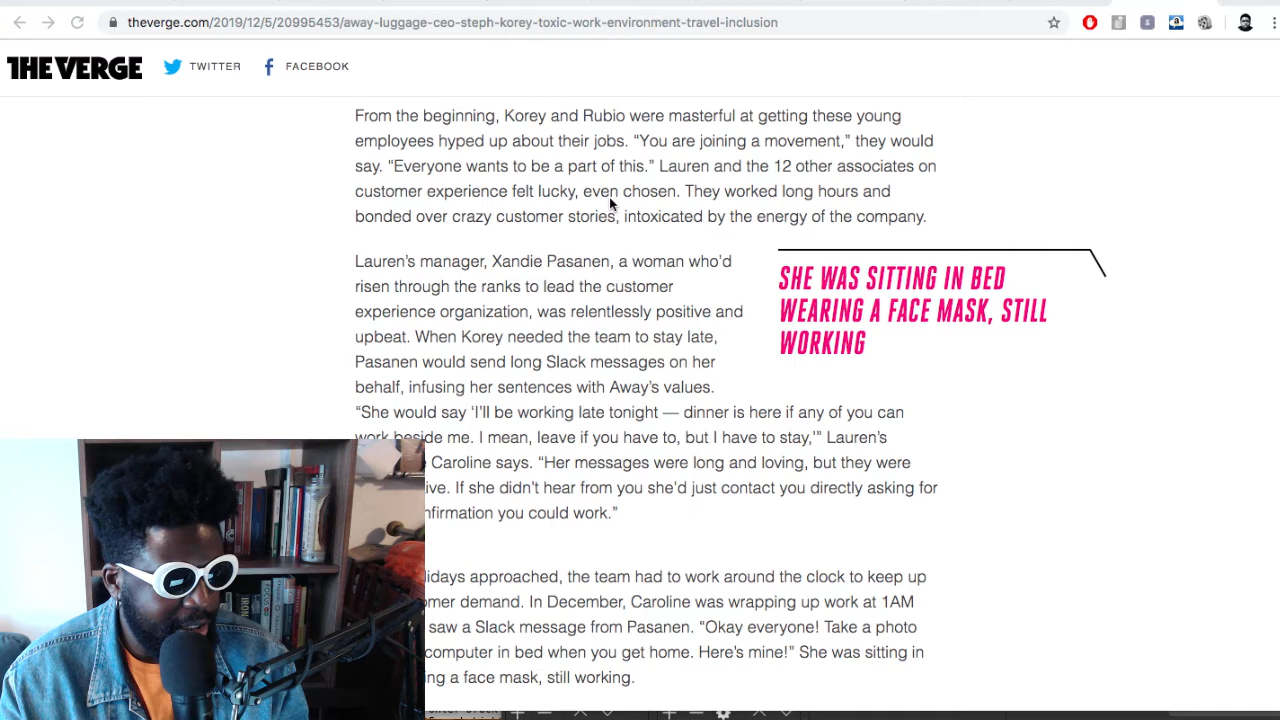 theverge.com/2019/12/5/20995453/away-luggage-ceo-steph-korey-toxic-work-environment-travel-inclusion
THE VERGE TWITTER FACEBOOK
From the beginning, Korey and Rubio were masterful at getting these young
employees hyped up about their jobs. “You are joining a movement,” they would
say. “Everyone wants to be a part of this.” Lauren and the 12 other associates on
customer experience felt lucky, even chosen. They worked long hours and
bonded over crazy customer stories, intoxicated by the energy of the company.
Lauren’s manager, Xandie Pasanen, a woman who’d
risen through the ranks to lead the customer
experience organization, was relentlessly positive and
upbeat. When Korey needed the team to stay late,
Pasanen would send long Slack messages on her
behalf, infusing her sentences with Away’s values.
“She would say ‘I’ll be working late tonight — dinner is here if any of you can
work beside me. I mean, leave if you have to, but I have to stay,’” Lauren’s
Caroline says. “Her messages were long and loving, but they were
ive. If she didn’t hear from you she’d just contact you directly asking for
nfirmation you could work.”
SHE WAS SITTING IN BED
WEARING A FACE MASK, STILL
WORKING
lidays approached, the team had to work around the clock to keep up
omer demand. In December, Caroline was wrapping up work at 1AM
saw a Slack message from Pasanen. “Okay everyone! Take a photo
computer in bed when you get home. Here’s mine!” She was sitting in
ng a face mask, still working.